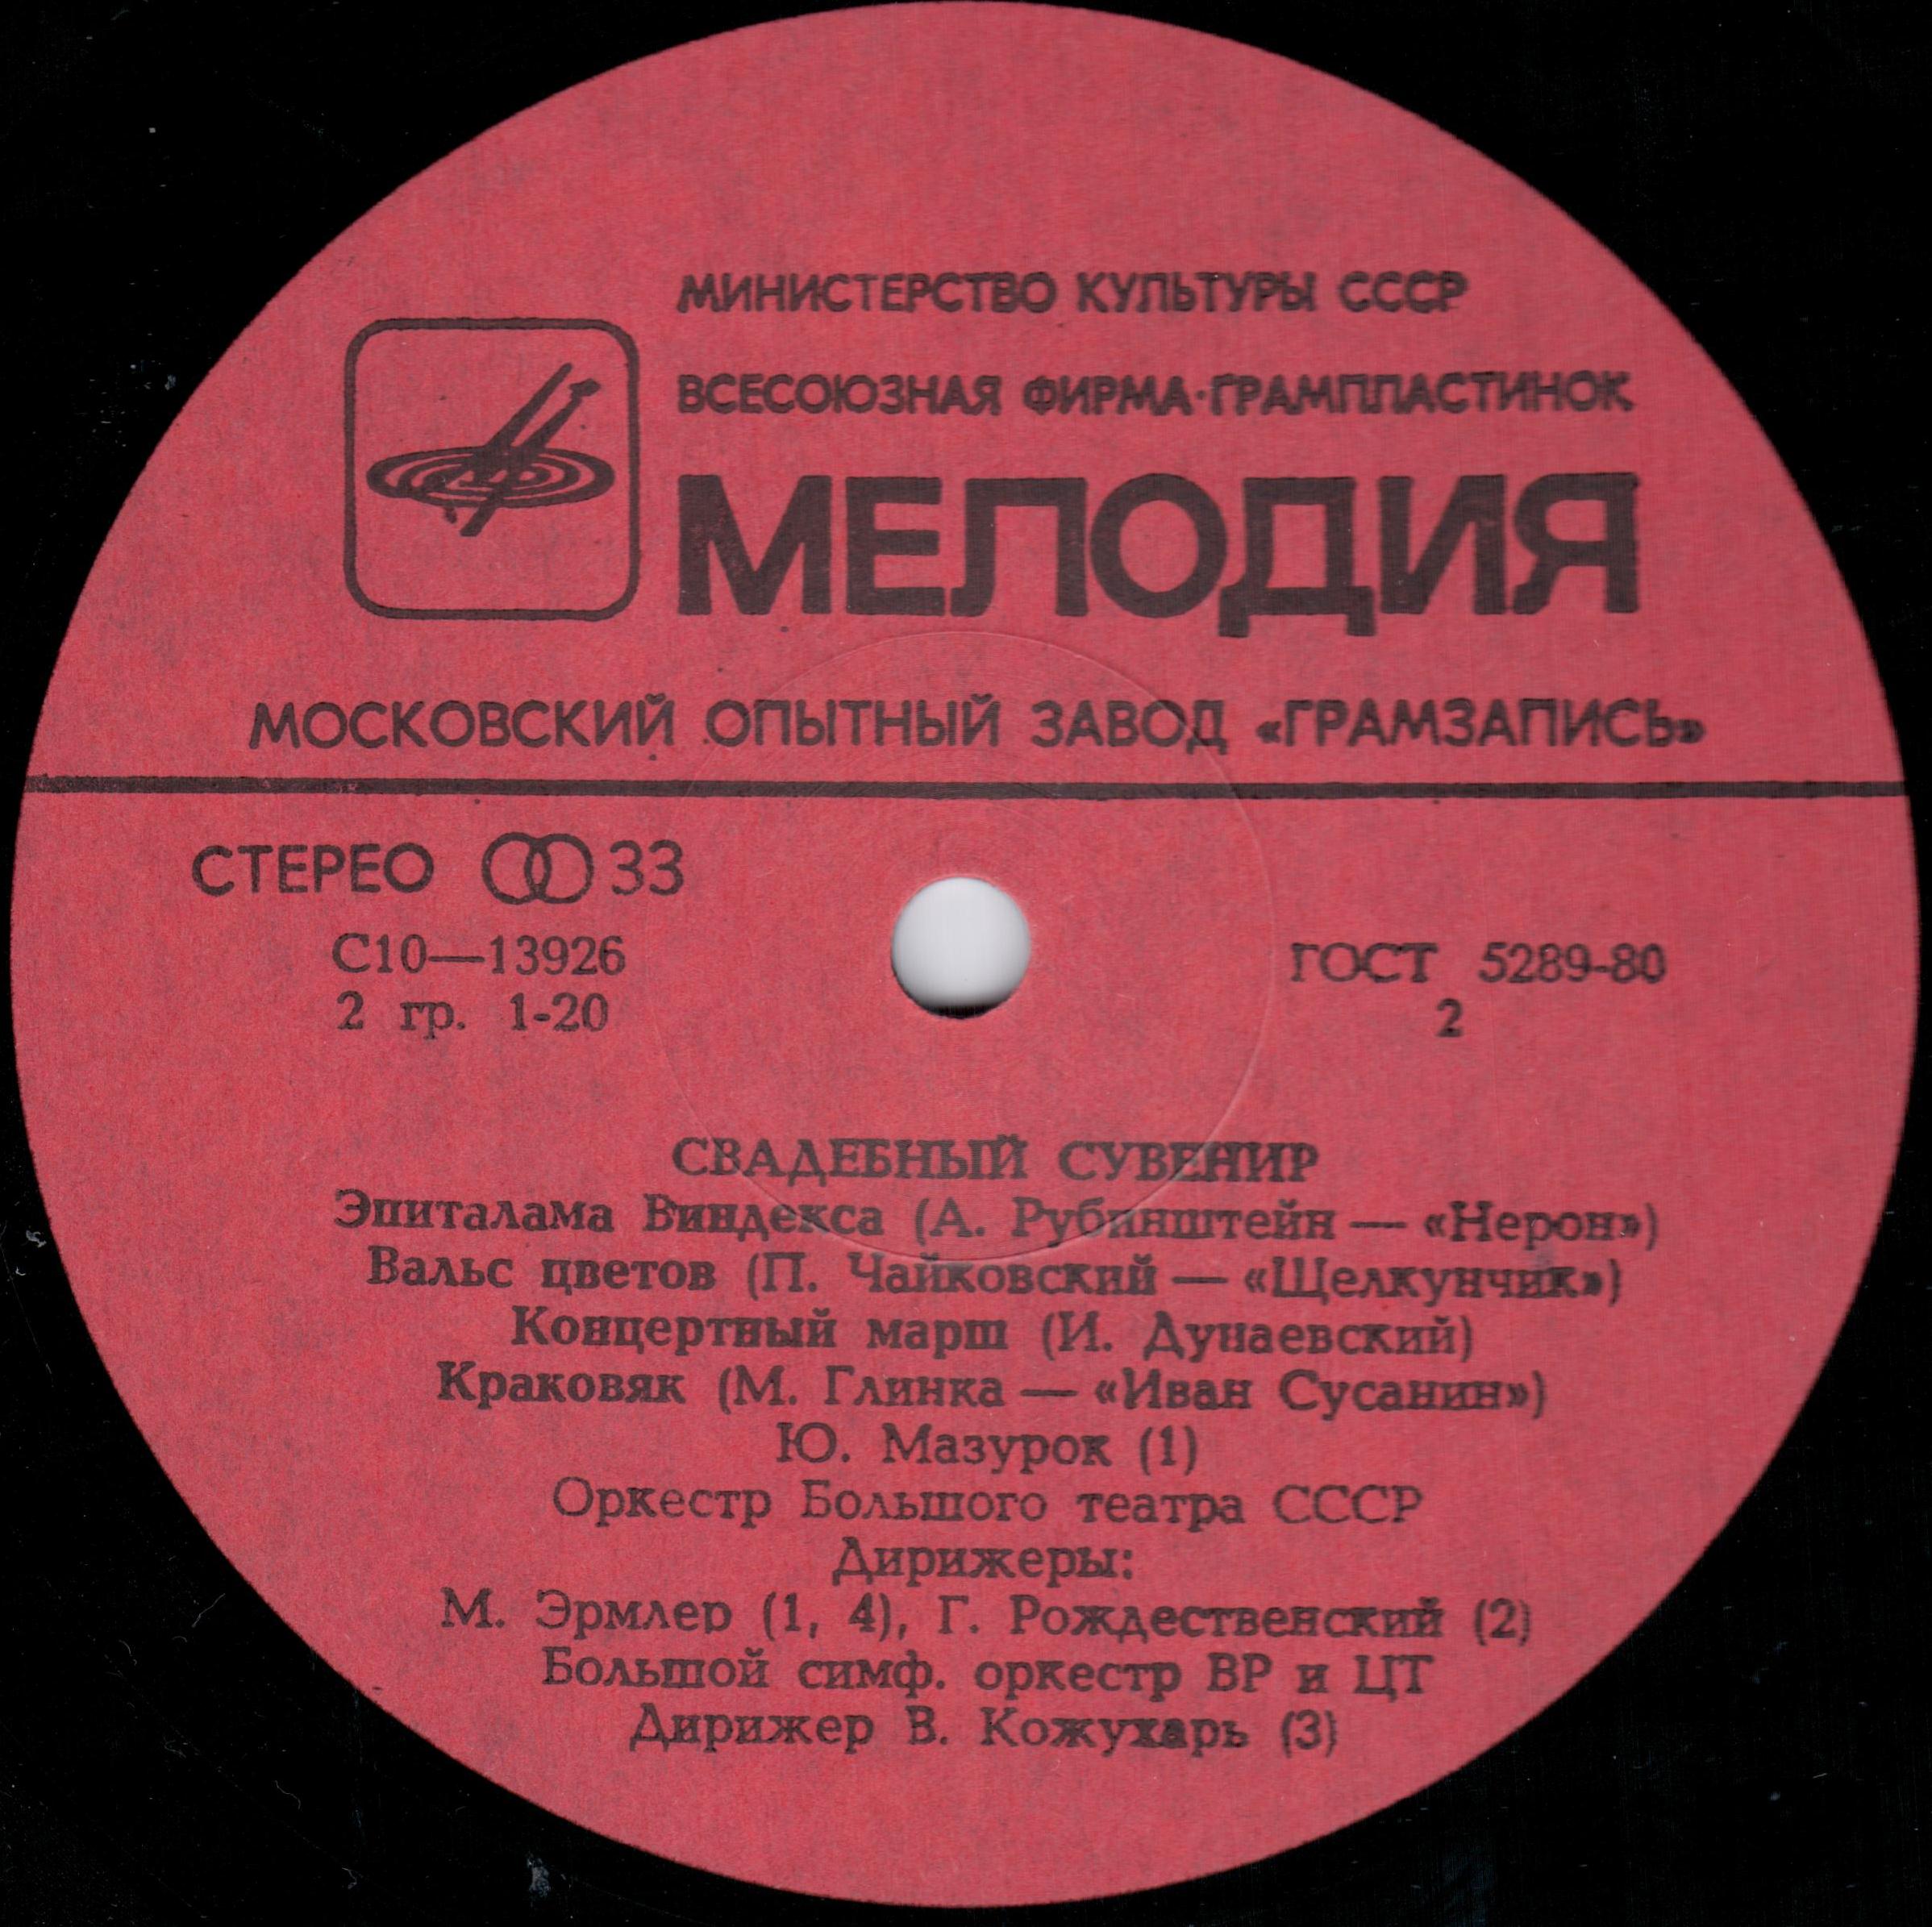 МИНИСТЕРСТВО КУЛЬТУРЫ СССР
ВСЕСОЮЗНАЯ ФИРМА·ГРАМПЛАСТИНОК
МЕЛОДИЯ
МОСКОВСКИЙ ОПЫТНЫЙ ЗАВОД «ГРАМЗАПИСЬ»
СТЕРЕО 33
С10—13926
ГОСТ 5289-80
2 гр. 1-20
2
СВАДЕБНЫЙ СУВЕНИР
Эпиталама Виндекса (А. Рубинштейн — «Нерон»)
Вальс цветов (П. Чайковский — «Щелкунчик»)
Концертный марш (И. Дунаевский)
Краковяк (М. Глинка — «Иван Сусанин»)
Ю. Мазурок (1)
Оркестр Большого театра СССР
Дирижеры:
М. Эрмлер (1, 4), Г. Рождественский (2)
Большой симф. оркестр ВР и ЦТ
Дирижер В. Кожухарь (3)